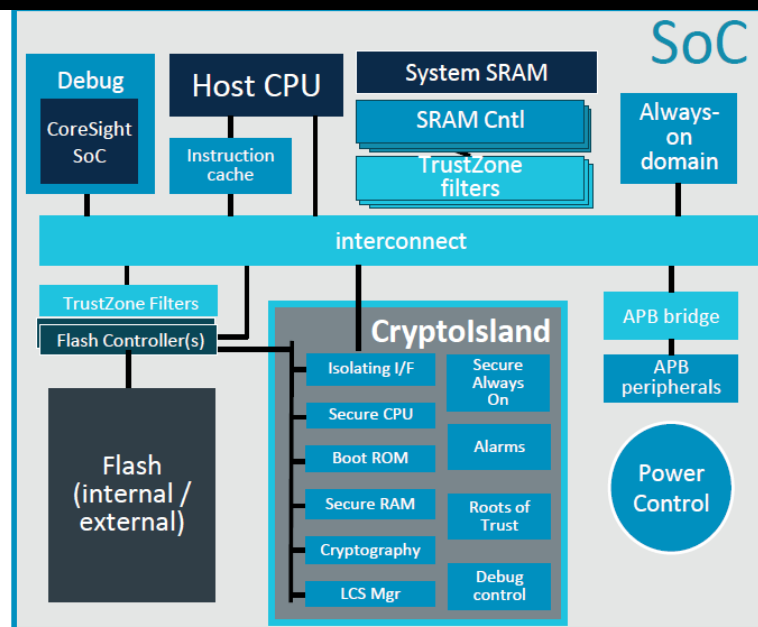 SoC
Debug
CoreSight
SoC
Host CPU
Instruction
cache
System SRAM
SRAM Cntl
TrustZone
filters
Always-
on
domain
interconnect
TrustZone Filters
Flash Controller(s)
Flash
(internal /
external)
CryptoIsland
Isolating I/F
Secure CPU
Boot ROM
Secure RAM
Cryptography
LCS Mgr
Secure
Always
On
Alarms
Roots of
Trust
Debug
control
APB bridge
APB
peripherals
Power
Control